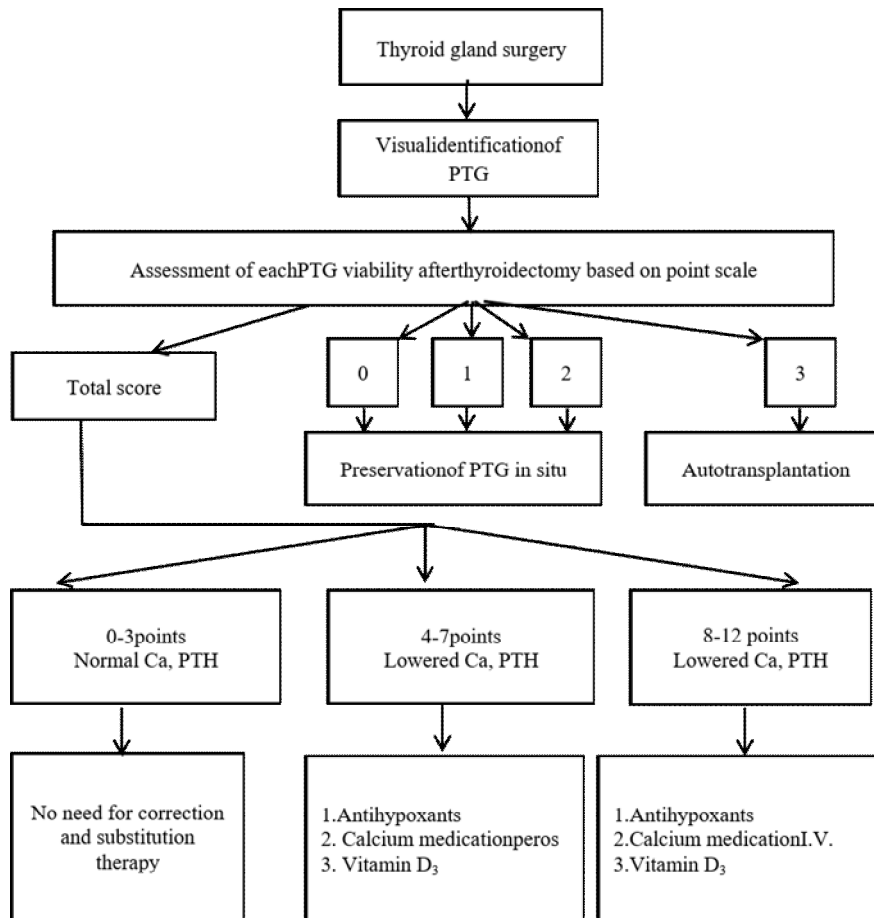 Thyroid gland surgery
Visualidentificationof
PTG
Assessment of eachPTG viability afterthyroidectomy based on point scale
Total score
0
1
2
3
Preservationof PTG in situ
Autotransplantation
0-3points
Normal Ca, PTH
4-7points
Lowered Ca, PTH
8-12 points
Lowered Ca, PTH
No need for correction
and substitution
therapy
1.Antihypoxants
2. Calcium medicationperos
3. Vitamin D₃
1.Antihypoxants
2.Calcium medicationI.V.
3.Vitamin D₃